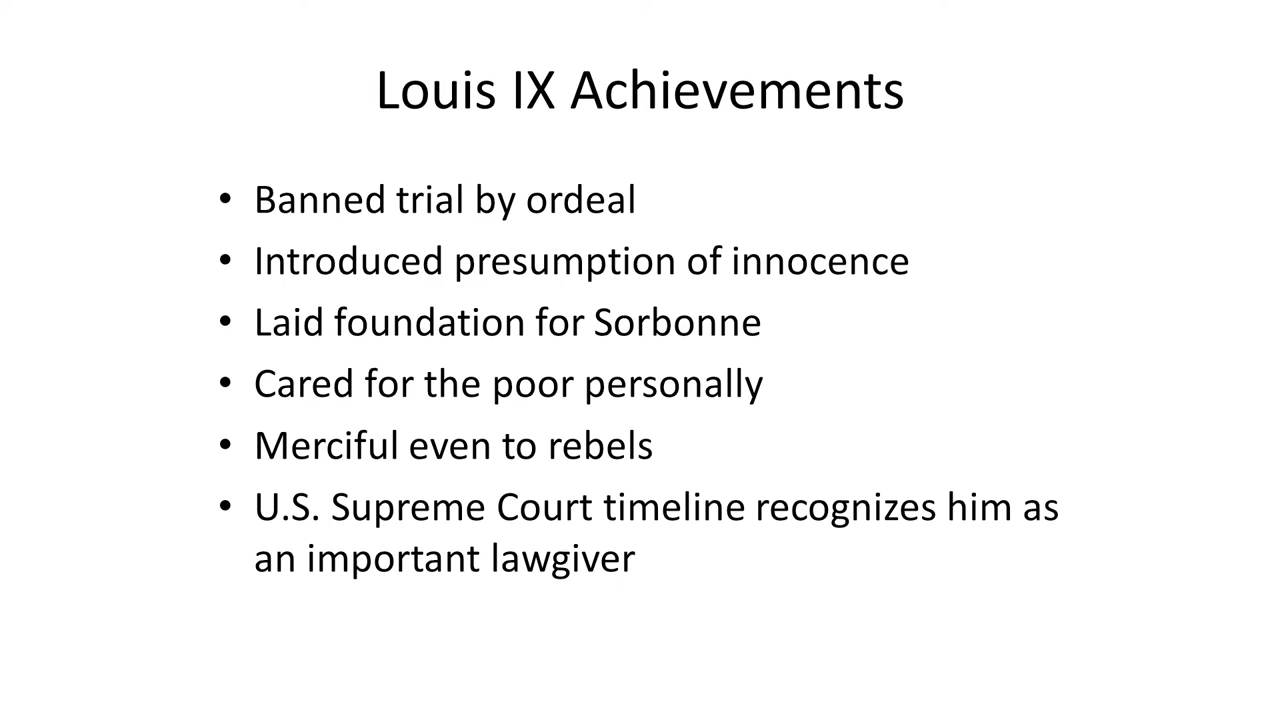 Louis IX Achievements
• Banned trial by ordeal
• Introduced presumption of innocence
• Laid foundation for Sorbonne
• Cared for the poor personally
• Merciful even to rebels
• U.S. Supreme Court timeline recognizes him as
an important lawgiver